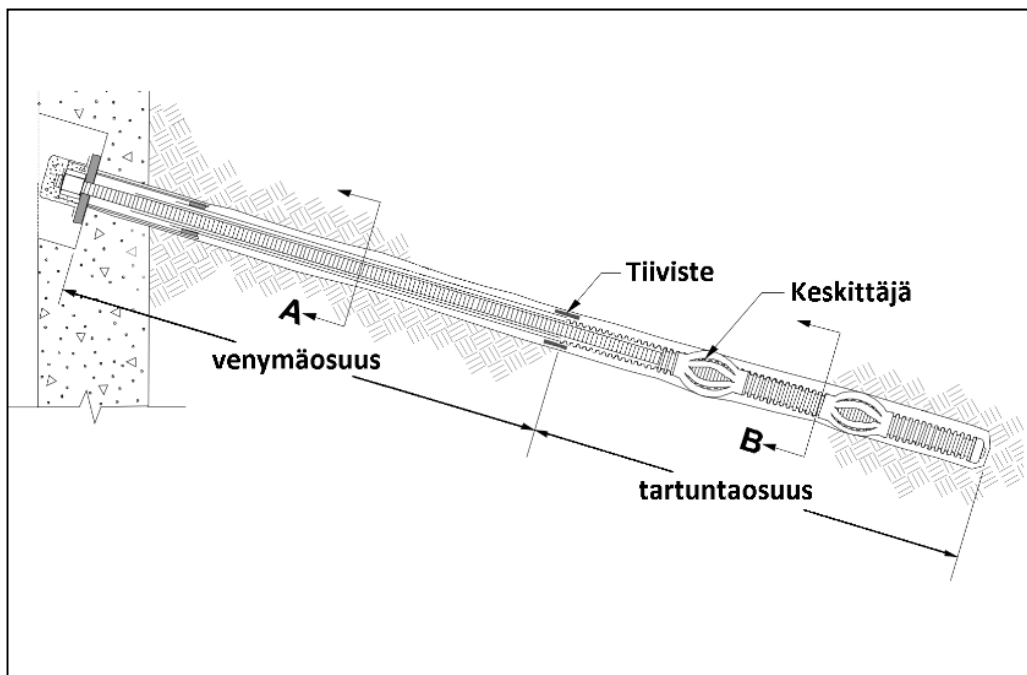 Tiiviste
Keskittäjä
A
venymäosuus
B
tartuntaosuus